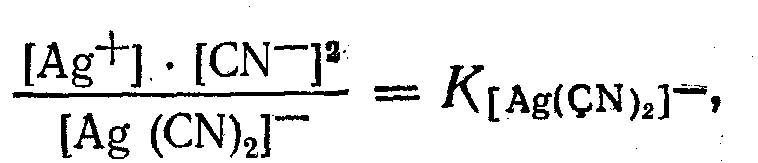 [Ag⁺] · [CN⁻]²
[Ag (CN)₂]⁻ = K[Ag(CN)₂]⁻,